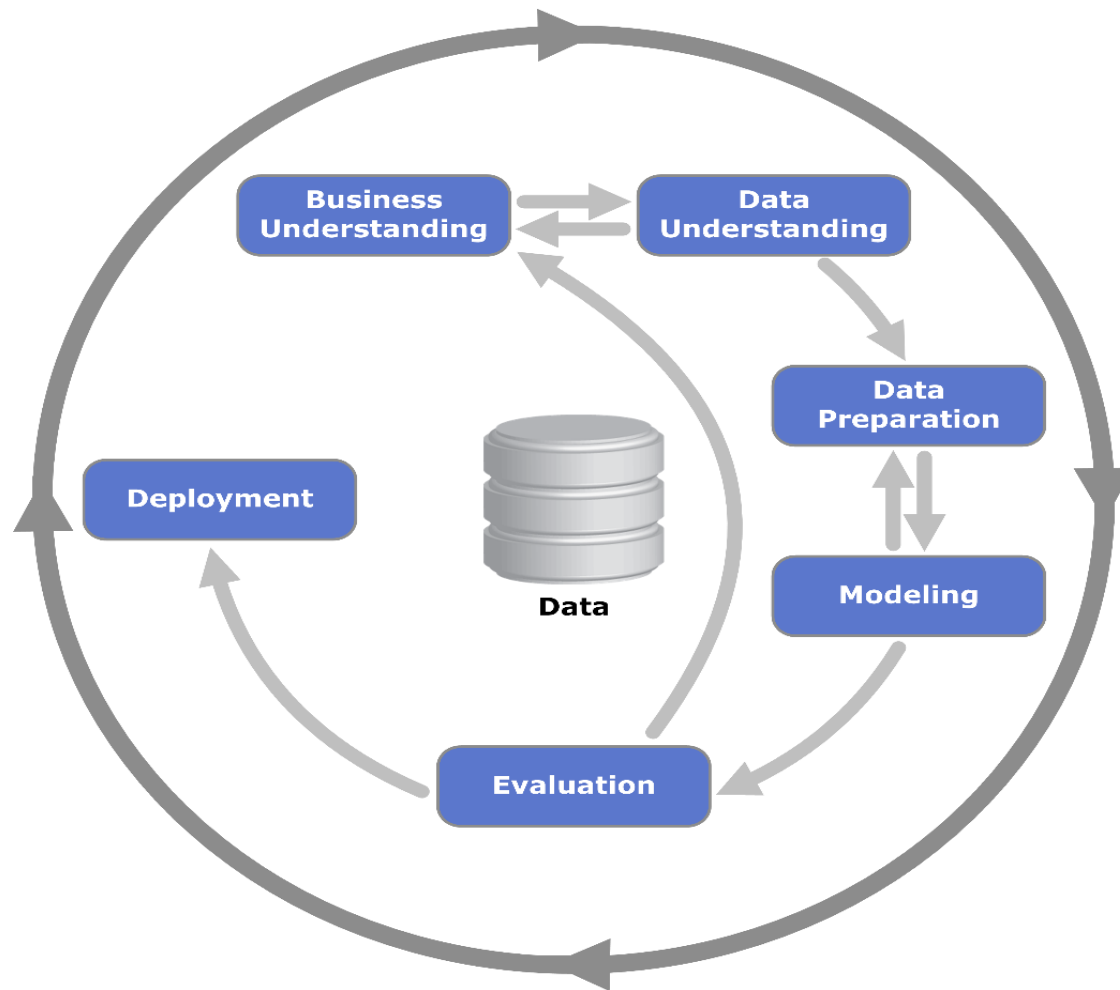 Business
Understanding
Data
Understanding
Data
Preparation
Deployment
Modeling
Data
Evaluation